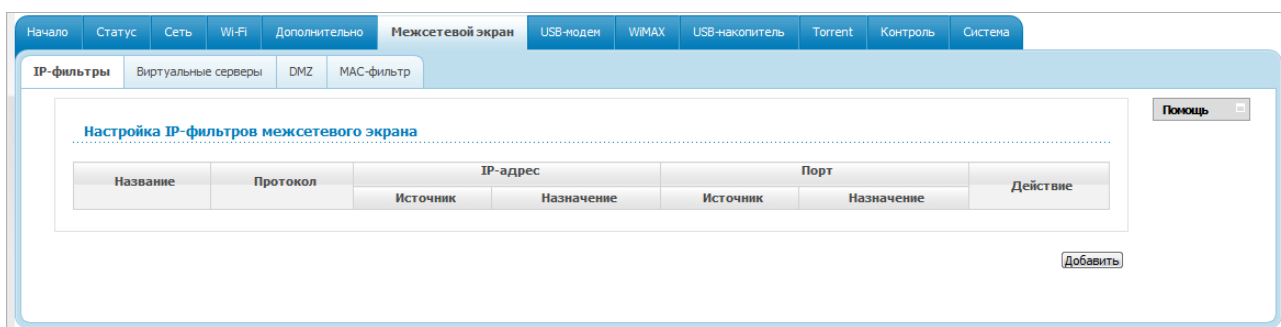 Начало Статус Сеть Wi-Fi Дополнительно Межсетевой экран USB-модем WiMAX USB-накопитель Torrent Контроль Система
IP-фильтры Виртуальные серверы DMZ MAC-фильтр
Помощь
Настройка IP-фильтров межсетевого экрана
Название Протокол IP-адрес Порт Действие
Источник Назначение Источник Назначение
Добавить